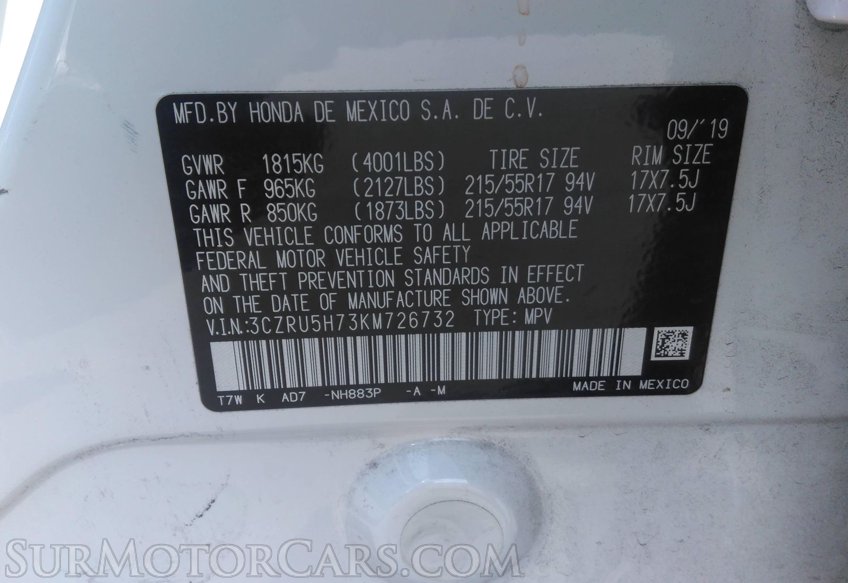 MFD.BY HONDA DE MEXICO S.A. DE C.V.
09/'19
GVWR 1815KG (4001LBS) TIRE SIZE RIM SIZE
GAWR F 965KG (2127LBS) 215/55R17 94V 17X7.5J
GAWR R 850KG (1873LBS) 215/55R17 94V 17X7.5J
THIS VEHICLE CONFORMS TO ALL APPLICABLE
FEDERAL MOTOR VEHICLE SAFETY
AND THEFT PREVENTION STANDARDS IN EFFECT
ON THE DATE OF MANUFACTURE SHOWN ABOVE.
V.I.N.:3CZRU5H73KM726732 TYPE: MPV
T7W K AD7 -NH883P -A -M MADE IN MEXICO
SurMotorCars.com